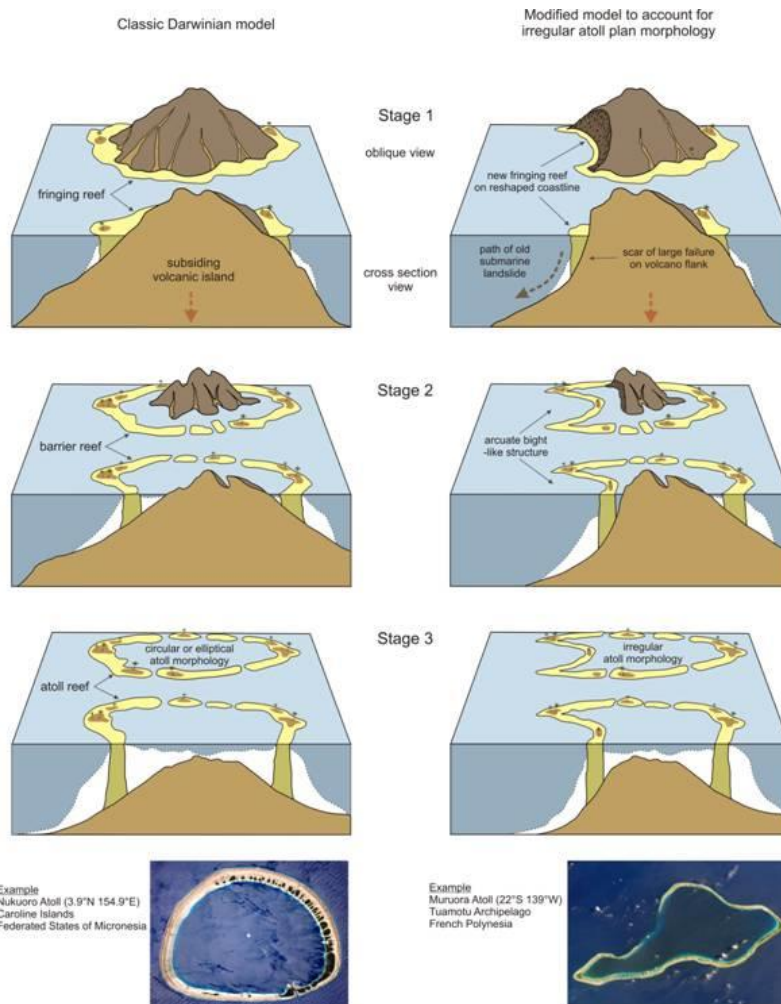 Classic Darwinian model
Modified model to account for
irregular atoll plan morphology
Stage 1
oblique view
fringing reef
new fringing reef
on reshaped coastline
subsiding
volcanic island
cross section
view
path of old
submarine
landslide
scar of large failure
on volcano flank
Stage 2
barrier reef
arcuate bight
-like structure
Stage 3
circular or elliptical
atoll morphology
irregular
atoll morphology
atoll reef
Example
Nukuoro Atoll (3.9°N 154.9°E)
Caroline Islands
Federated States of Micronesia
Example
Muruora Atoll (22°S 139°W)
Tuamotu Archipelago
French Polynesia